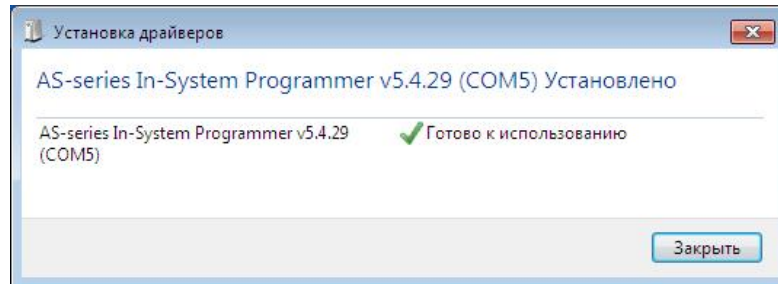 Установка драйверов
AS-series In-System Programmer v5.4.29 (COM5) Установлено
AS-series In-System Programmer v5.4.29
(COM5)
Готово к использованию
Закрыть